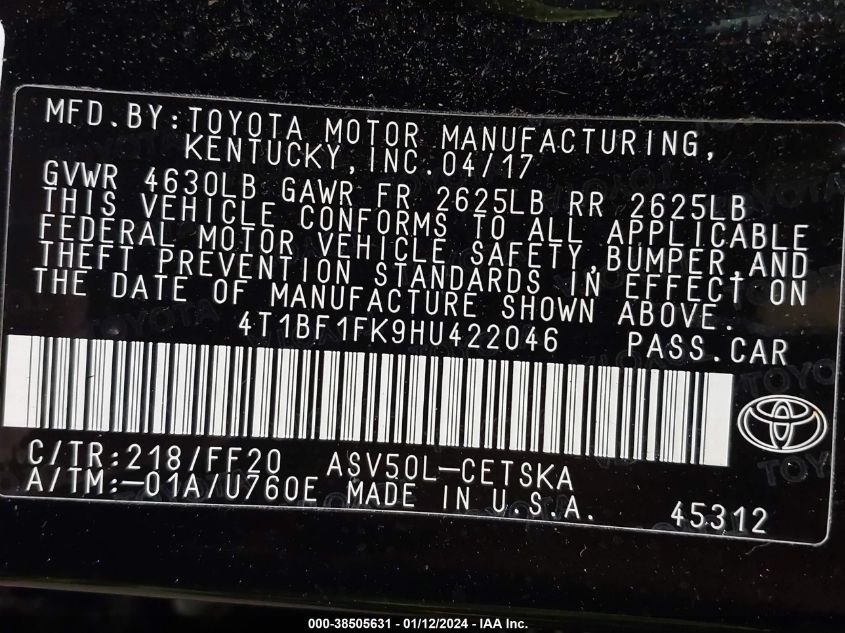 MFD.BY:TOYOTA MOTOR MANUFACTURING,
KENTUCKY,INC.04/17
GVWR 4630LB GAWR FR 2625LB RR 2625LB
THIS VEHICLE CONFORMS TO ALL APPLICABLE
FEDERAL MOTOR VEHICLE SAFETY,BUMPER,AND
THEFT PREVENTION STANDARDS IN EFFECT ON
THE DATE OF MANUFACTURE SHOWN ABOVE.
4T1BF1FK9HU422046 PASS.CAR
C/TR:218/FF20 ASV50L-CETSKA
A/TM:-01A/U760E MADE IN U.S.A. 45312
000-38505631 - 01/12/2024 - IAA Inc.